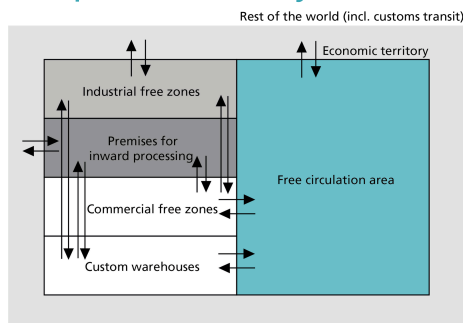 Rest of the world (incl. customs transit)
Economic territory
Industrial free zones
Premises for
inward processing
Free circulation area
Commercial free zones
Custom warehouses